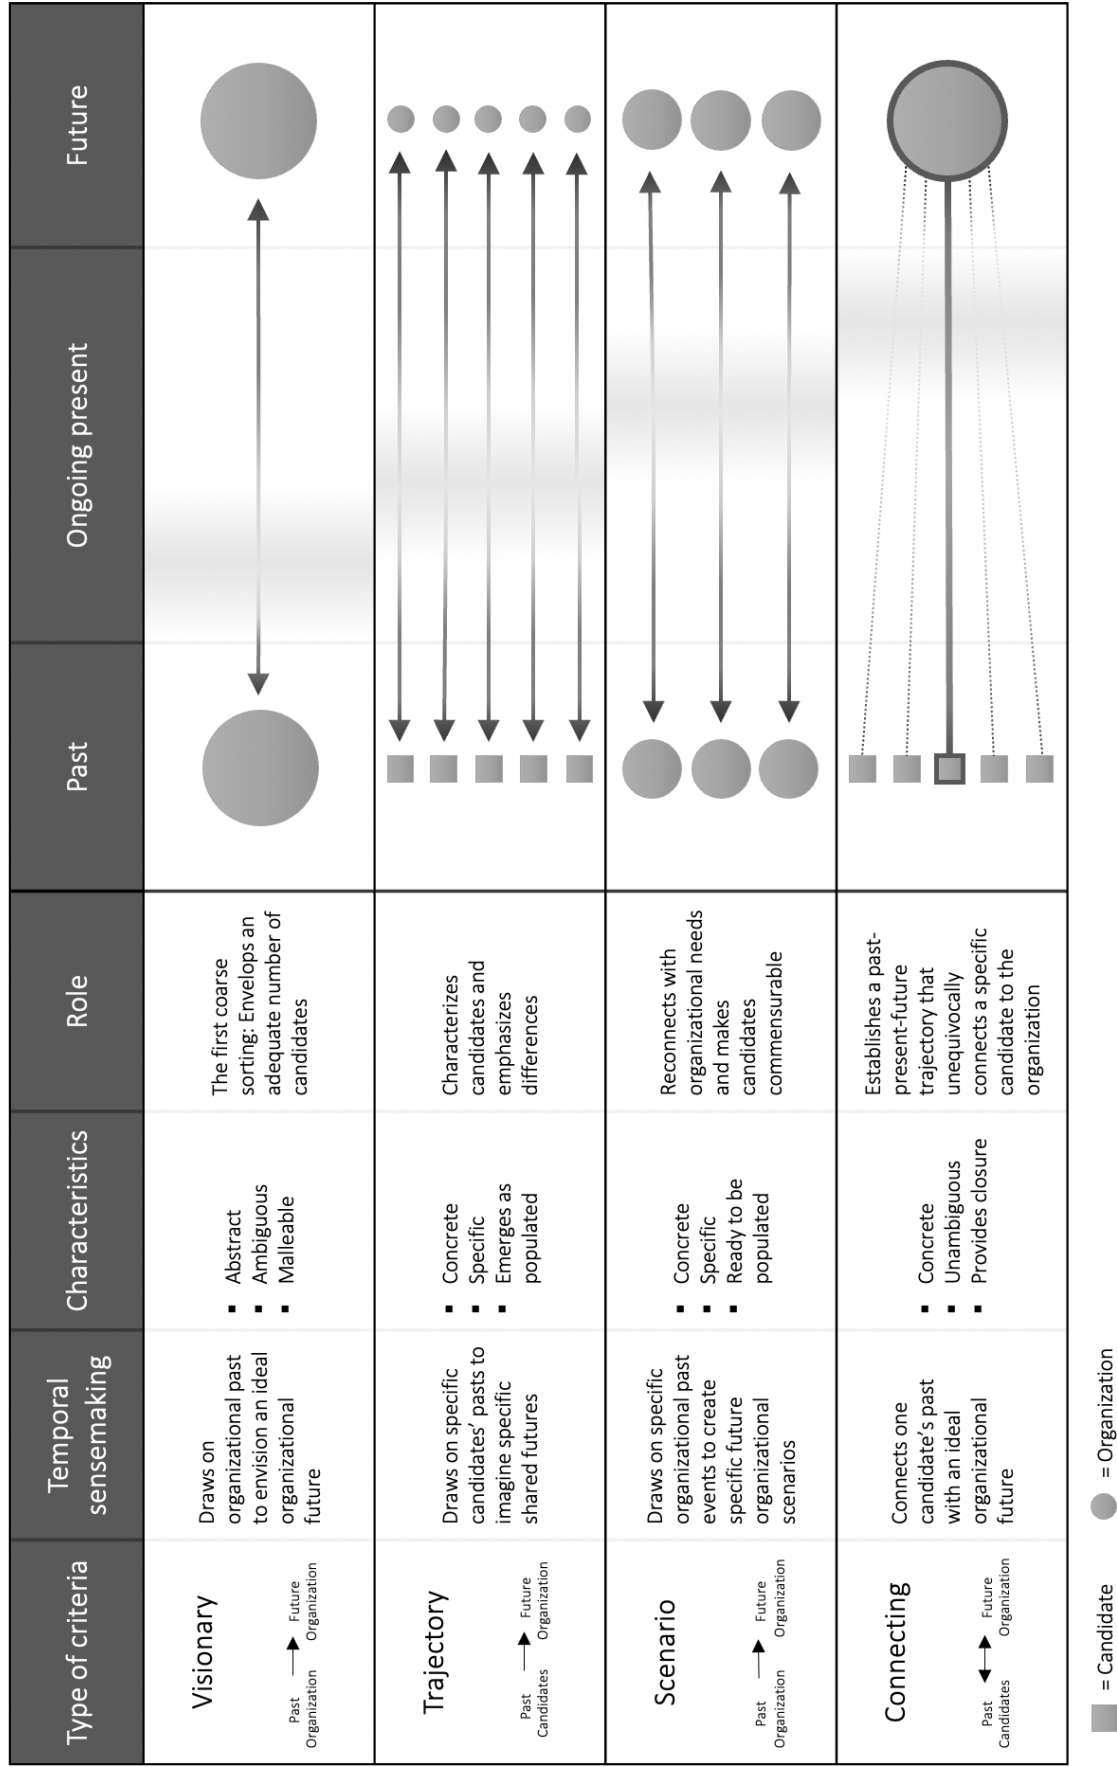 Type of criteria
Temporal
sensemaking
Characteristics
Role
Past
Ongoing present
Future
Visionary
Past
Organization
Future
Organization
Draws on
organizational past
to envision an ideal
organizational
future
▪ Abstract
▪ Ambiguous
▪ Malleable
The first coarse
sorting: Envelops an
adequate number of
candidates
Trajectory
Past
Candidates
Future
Organization
Draws on specific
candidates’ pasts to
imagine specific
shared futures
▪ Concrete
▪ Specific
▪ Emerges as
populated
Characterizes
candidates and
emphasizes
differences
Scenario
Past
Organization
Future
Organization
Draws on specific
organizational past
events to create
specific future
organizational
scenarios
▪ Concrete
▪ Specific
▪ Ready to be
populated
Reconnects with
organizational needs
and makes
candidates
commensurable
Connecting
Past
Candidates
Future
Organization
Connects one
candidate’s past
with an ideal
organizational
future
▪ Concrete
▪ Unambiguous
▪ Provides closure
Establishes a past-
present-future
trajectory that
unequivocally
connects a specific
candidate to the
organization
= Candidate
= Organization